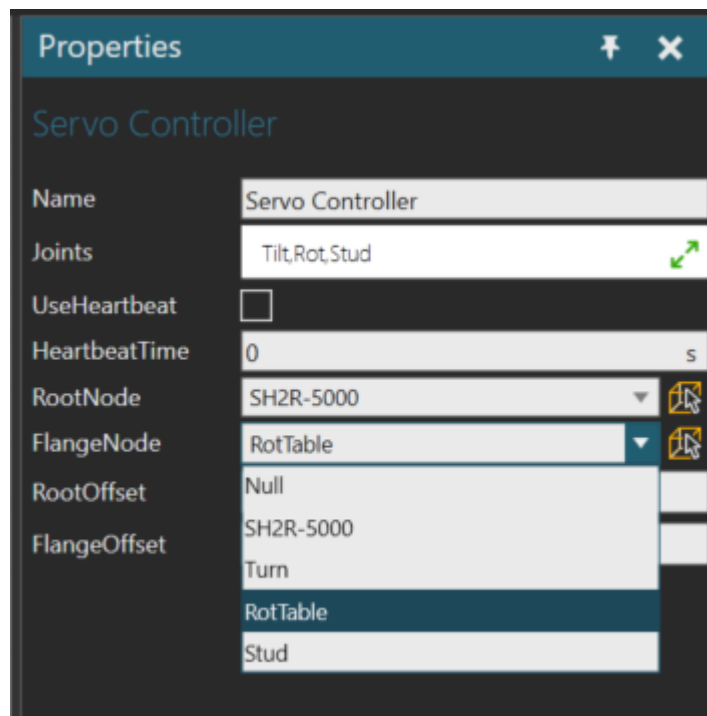 Properties
Servo Controller
Name Servo Controller
Joints Tilt,Rot,Stud
UseHeartbeat
HeartbeatTime 0 s
RootNode SH2R-5000
FlangeNode RotTable
RootOffset Null
SH2R-5000
FlangeOffset
Turn
RotTable
Stud